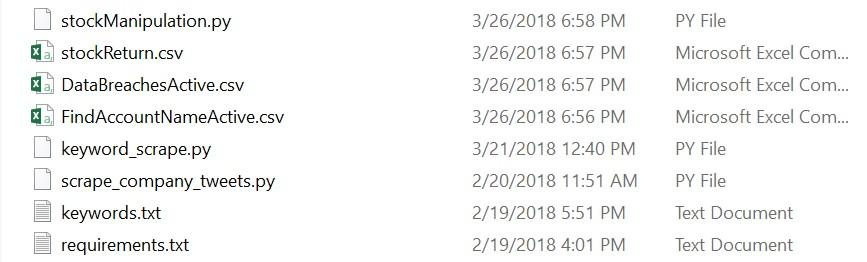 stockManipulation.py 3/26/2018 6:58 PM PY File
stockReturn.csv 3/26/2018 6:57 PM Microsoft Excel Com...
DataBreachesActive.csv 3/26/2018 6:57 PM Microsoft Excel Com...
FindAccountNameActive.csv 3/26/2018 6:56 PM Microsoft Excel Com...
keyword_scrape.py 3/21/2018 12:40 PM PY File
scrape_company_tweets.py 2/20/2018 11:51 AM PY File
keywords.txt 2/19/2018 5:51 PM Text Document
requirements.txt 2/19/2018 4:01 PM Text Document